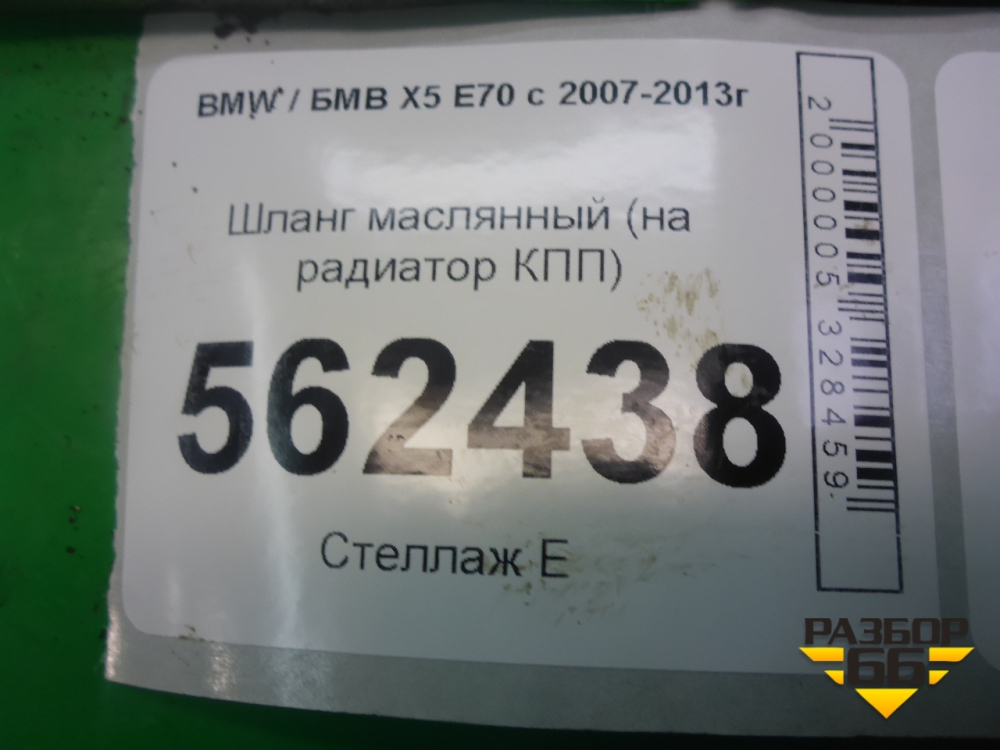 BMW / БМВ X5 E70 с 2007-2013г
Шланг маслянный (на
радиатор КПП)
562438
Стеллаж Е
2000005328459
РАЗБОР
66